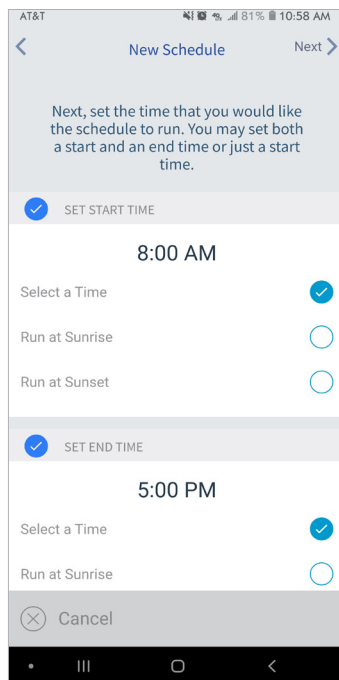 AT&T 81% 10:58 AM
New Schedule Next
Next, set the time that you would like
the schedule to run. You may set both
a start and an end time or just a start
time.
SET START TIME
8:00 AM
Select a Time
Run at Sunrise
Run at Sunset
SET END TIME
5:00 PM
Select a Time
Run at Sunrise
Cancel